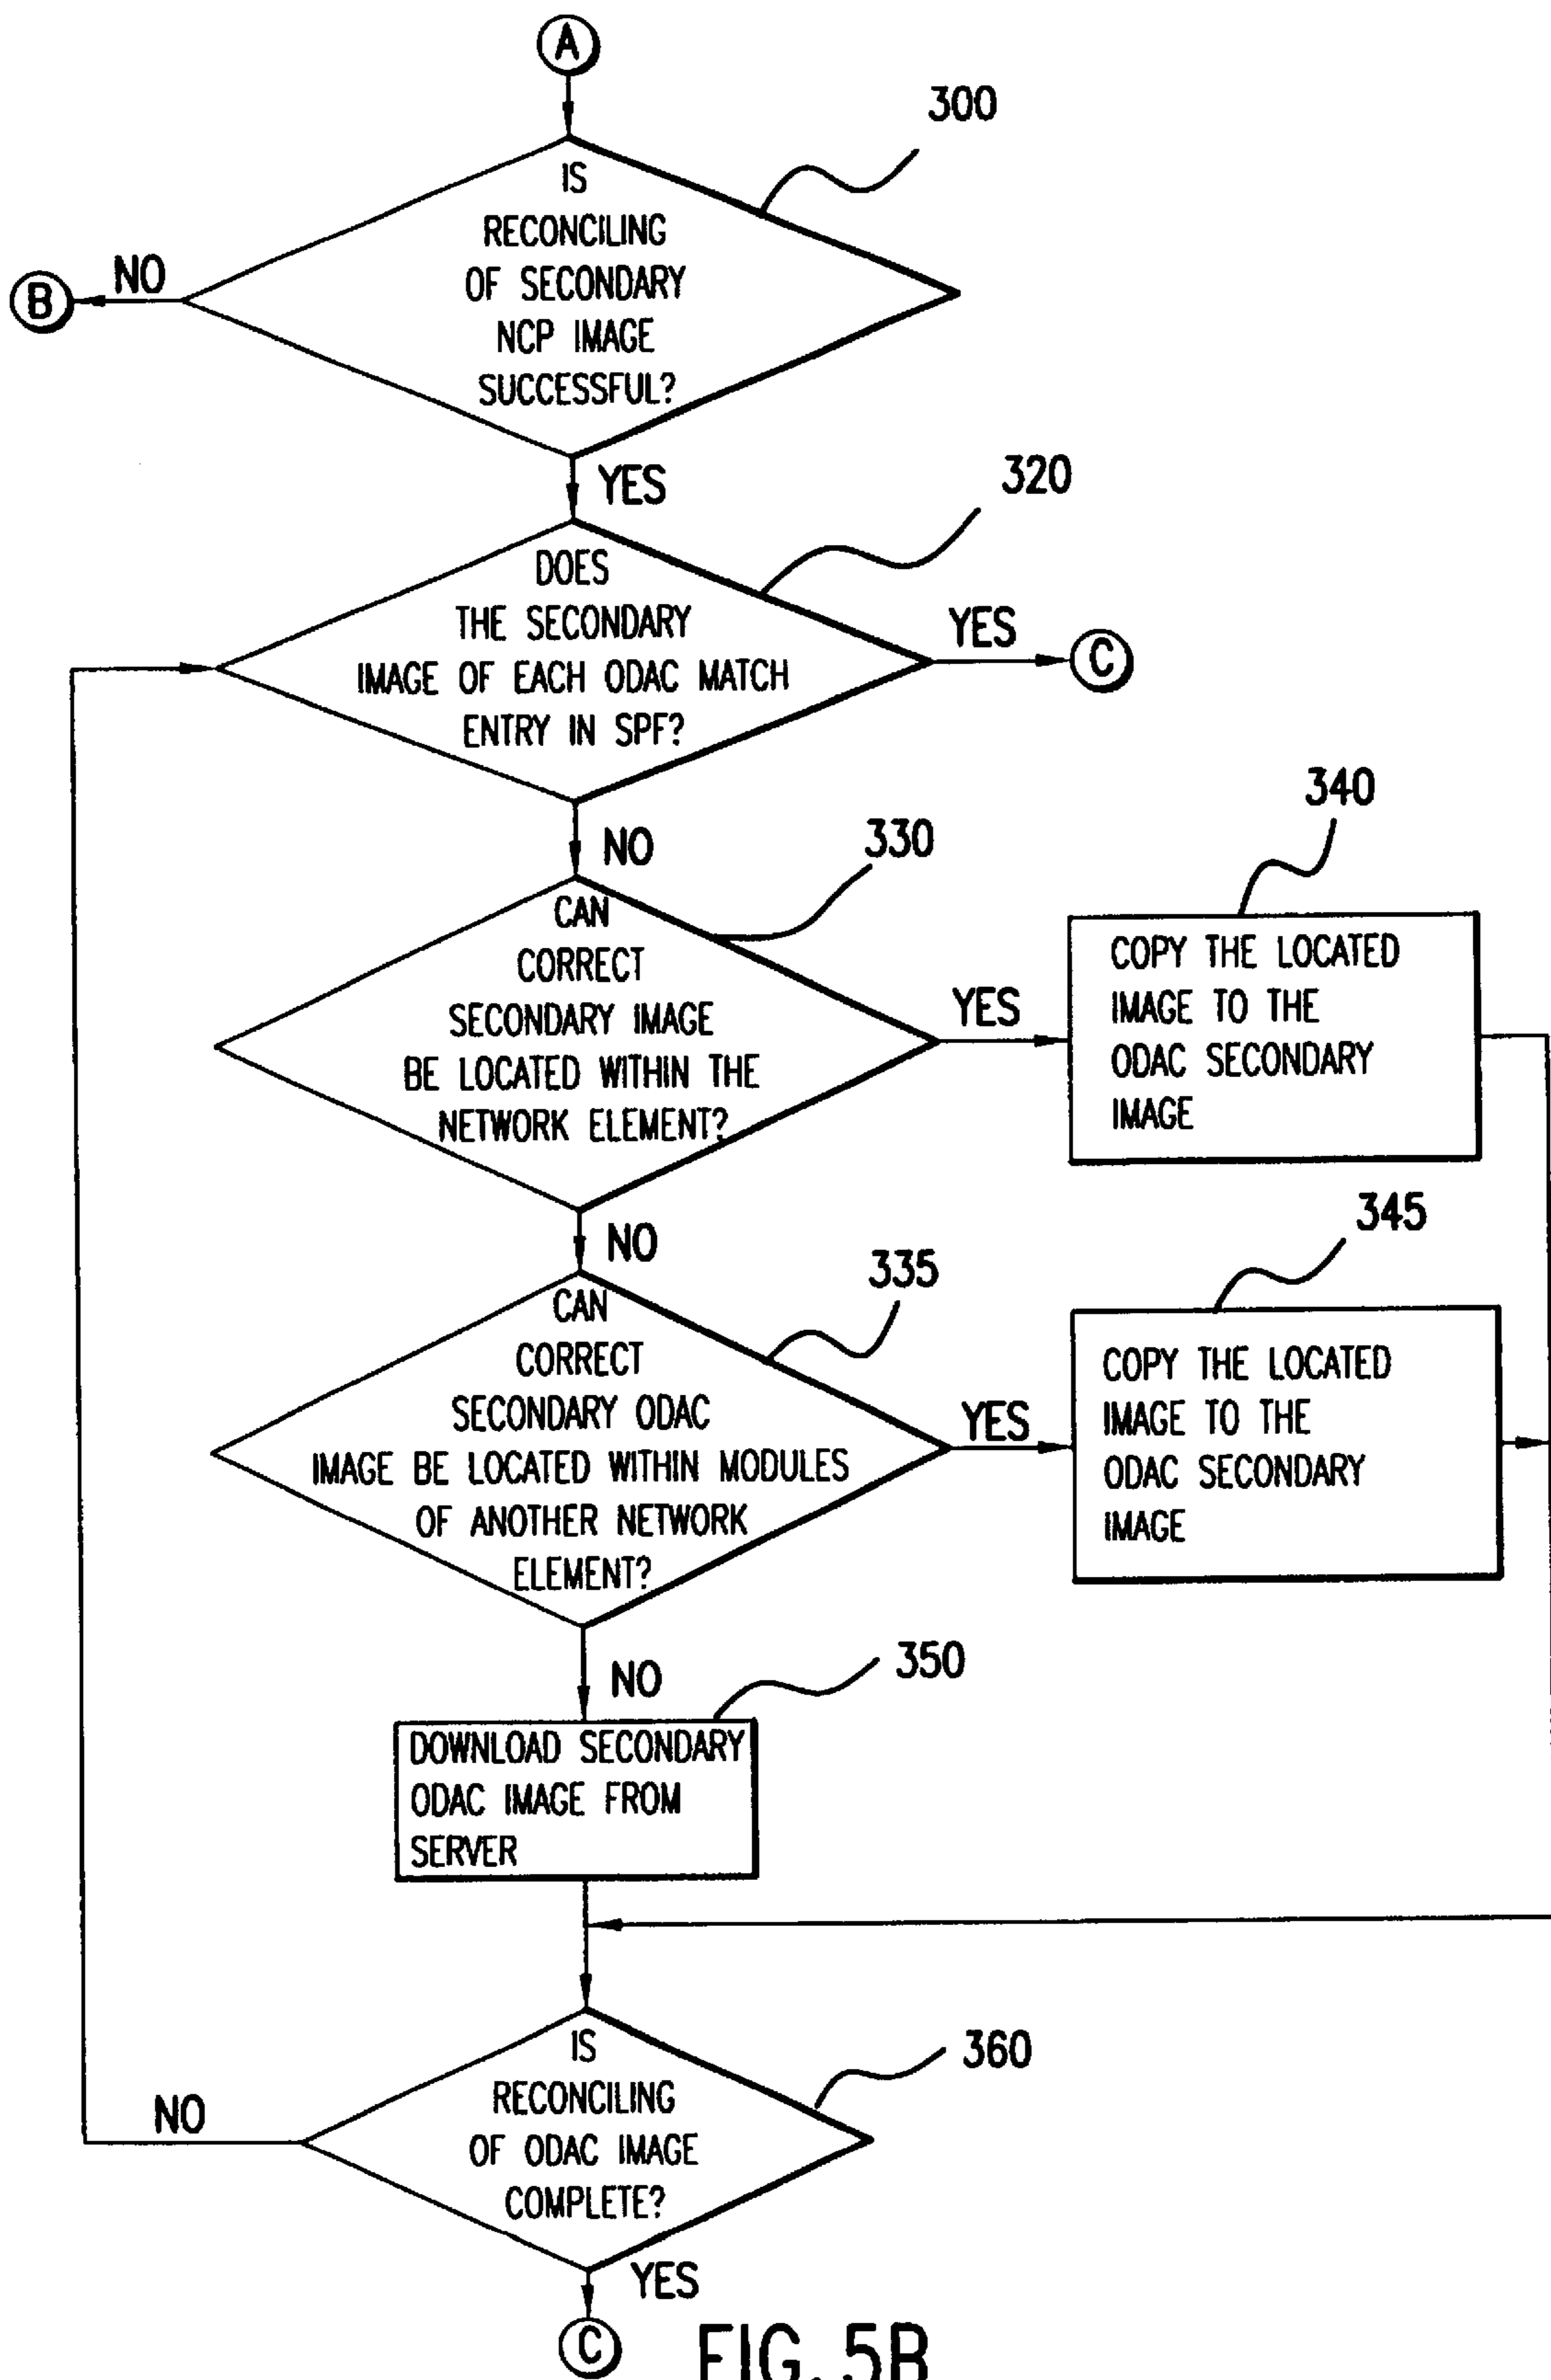 A
300
IS
RECONCILING
OF SECONDARY
NCP IMAGE
SUCCESSFUL?
NO
B
YES
320
DOES
THE SECONDARY
IMAGE OF EACH ODAC MATCH
ENTRY IN SPF?
YES
C
NO
330
CAN
CORRECT
SECONDARY IMAGE
BE LOCATED WITHIN THE
NETWORK ELEMENT?
YES
340
COPY THE LOCATED
IMAGE TO THE
ODAC SECONDARY
IMAGE
NO
335
CAN
CORRECT
SECONDARY ODAC
IMAGE BE LOCATED WITHIN MODULES
OF ANOTHER NETWORK
ELEMENT?
YES
345
COPY THE LOCATED
IMAGE TO THE
ODAC SECONDARY
IMAGE
NO
350
DOWNLOAD SECONDARY
ODAC IMAGE FROM
SERVER
360
IS
RECONCILING
OF ODAC IMAGE
COMPLETE?
NO
YES
C
FIG. 5B